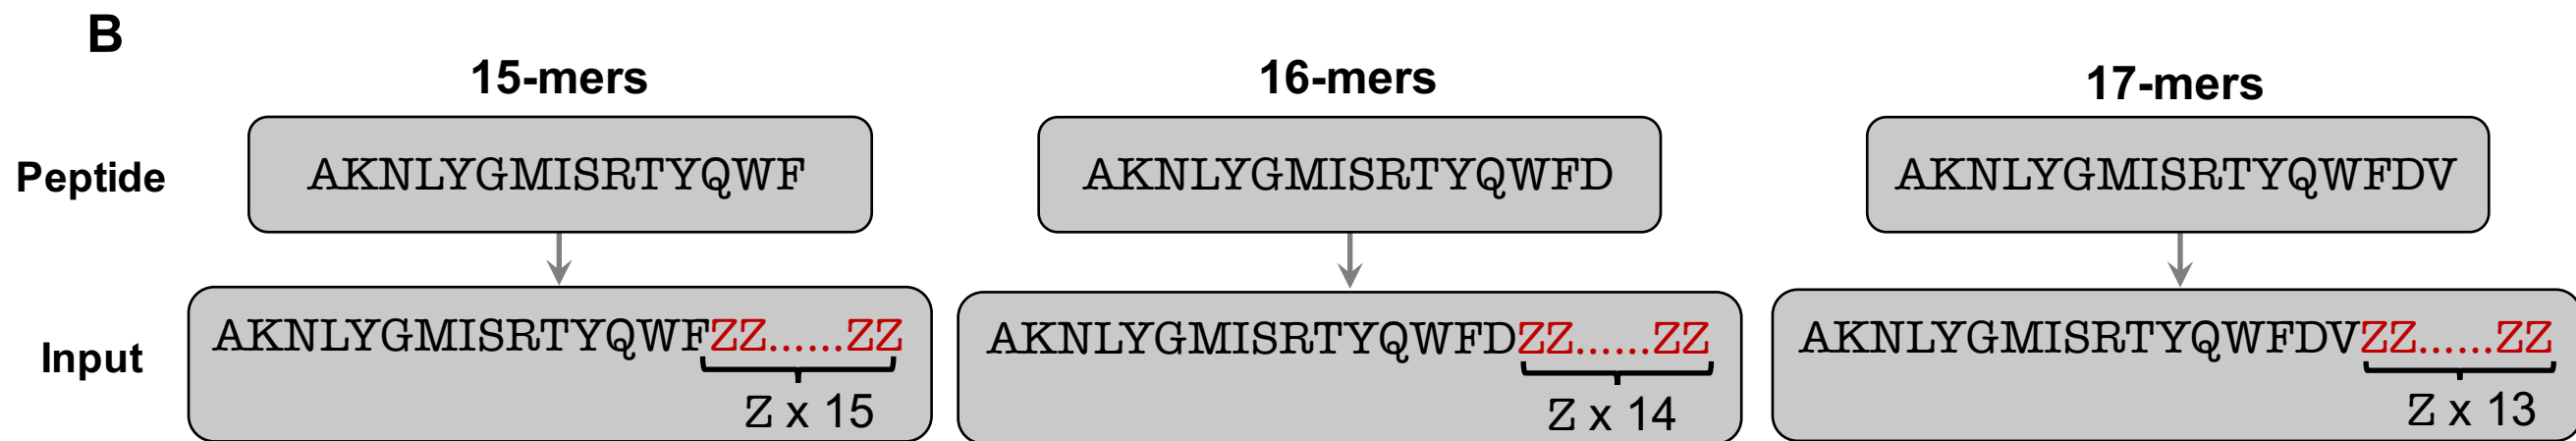 B
15-mers 16-mers 17-mers
Peptide AKNLYGMISRTYQWF AKNLYGMISRTYQWFD AKNLYGMISRTYQWFDV
Input AKNLYGMISRTYQWFZZ......ZZ AKNLYGMISRTYQWFDZZ......ZZ AKNLYGMISRTYQWFDVZZ......ZZ
Z x 15 Z x 14 Z x 13